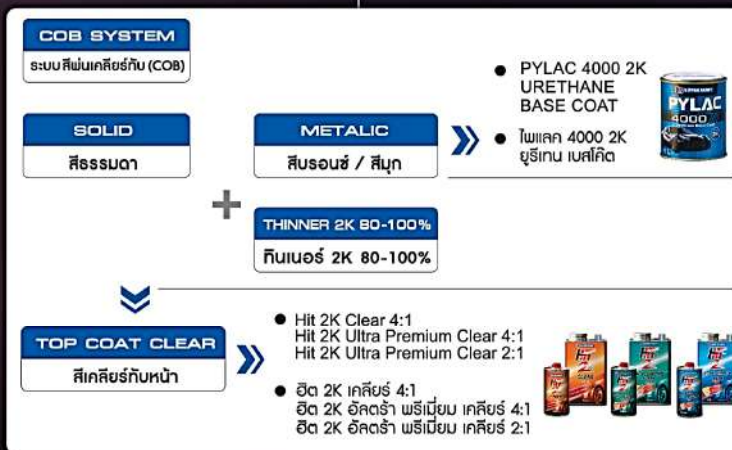 COB SYSTEM
ระบบสีพ่นเคลียร์ทับ (COB)
SOLID
สีธรรมดา
METALIC
สีบรอนซ์ / สีมุก
PYLAC 4000 2K
URETHANE
BASE COAT
ไพแลค 4000 2K
ยูรีเทน เบสโค๊ต
PYLAC
4000
THINNER 2K 80-100%
ทินเนอร์ 2K 80-100%
TOP COAT CLEAR
สีเคลียร์ทับหน้า
Hit 2K Clear 4:1
Hit 2K Ultra Premium Clear 4:1
Hit 2K Ultra Premium Clear 2:1
ฮิต 2K เคลียร์ 4:1
ฮิต 2K อัลตร้า พรีเมี่ยม เคลียร์ 4:1
ฮิต 2K อัลตร้า พรีเมี่ยม เคลียร์ 2:1